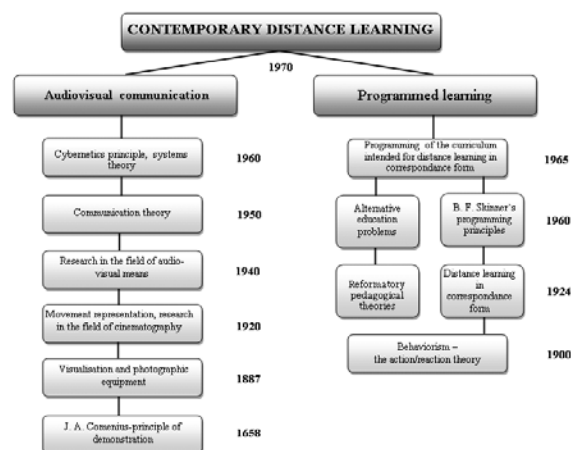 CONTEMPORARY DISTANCE LEARNING
1970
Audiovisual communication
Programmed learning
Cybernetics principle, systems
theory
1960
Communication theory
1950
Research in the field of audio-
visual means
1940
Movement representation, research
in the field of cinematography
1920
Visualisation and photographic
equipment
1887
J. A. Comenius-principle of
demonstration
1658
Programming of the curriculum
intended for distance learning in
correspondance form
1965
Alternative
education
problems
B. F. Skinner's
programming
principles
1960
Reformatory
pedagogical
theories
Distance learning
in
correspondance
form
1924
Behaviorism –
the action/reaction theory
1900